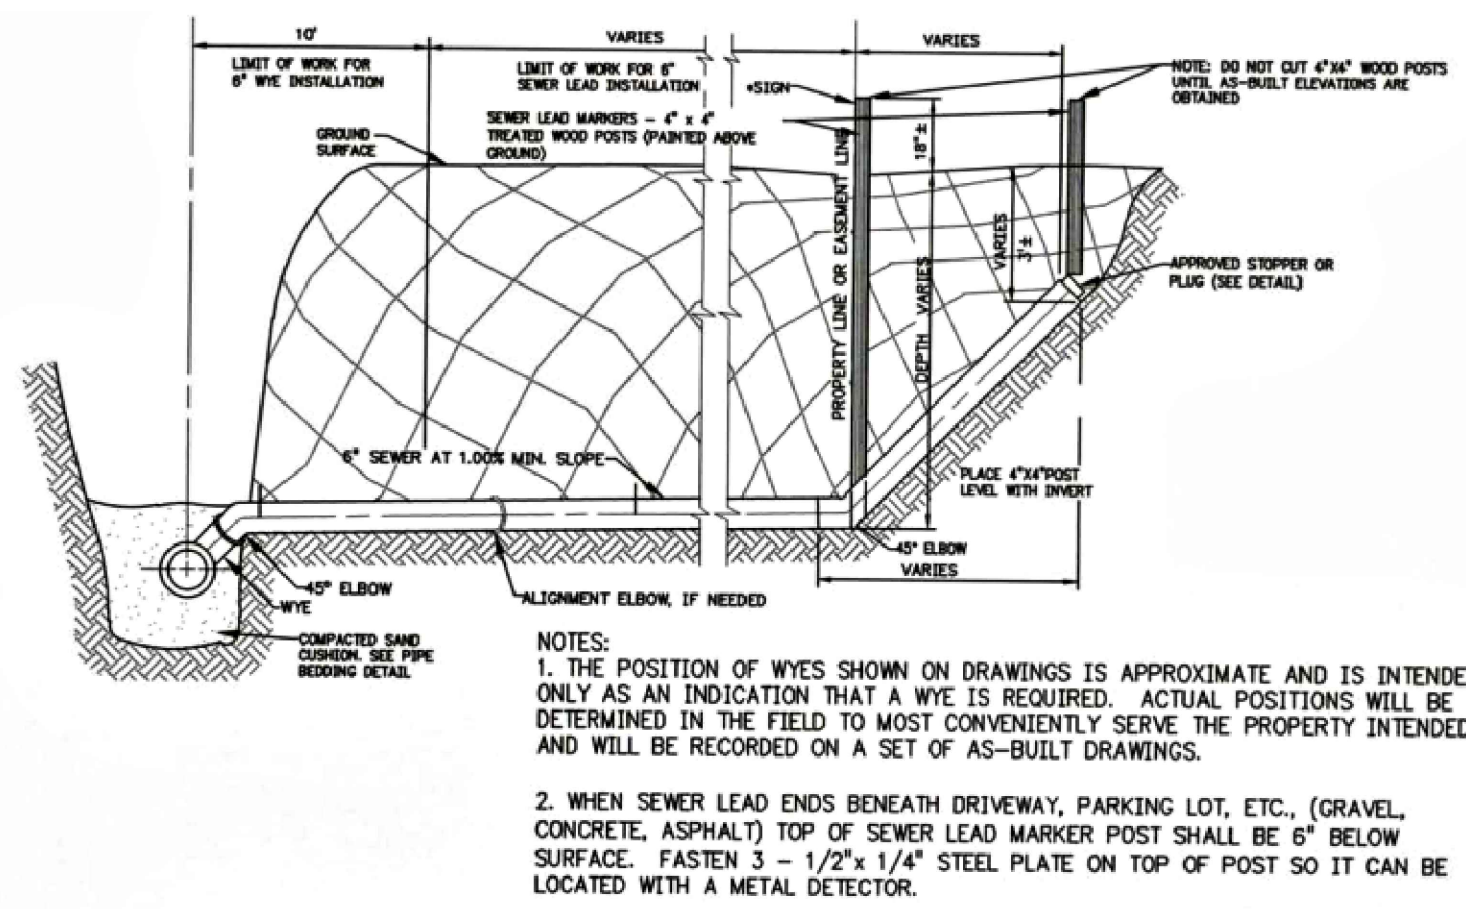 10'
VARIES
VARIES
LIMIT OF WORK FOR
6" WYE INSTALLATION
LIMIT OF WORK FOR 6"
SEWER LEAD INSTALLATION
*SIGN
NOTE: DO NOT CUT 4"X4" WOOD POSTS
UNTIL AS-BUILT ELEVATIONS ARE
OBTAINED
SEWER LEAD MARKERS - 4" x 4"
TREATED WOOD POSTS (PAINTED ABOVE
GROUND)
GROUND
SURFACE
18"±
PROPERTY LINE OR EASEMENT LINE
DEPTH VARIES
VARIES
3'±
APPROVED STOPPER OR
PLUG (SEE DETAIL)
6" SEWER AT 1.00% MIN. SLOPE
PLACE 4"X4"POST
LEVEL WITH INVERT
45° ELBOW
VARIES
45° ELBOW
WYE
ALIGNMENT ELBOW, IF NEEDED
COMPACTED SAND
CUSHION. SEE PIPE
BEDDING DETAIL
NOTES:
1. THE POSITION OF WYES SHOWN ON DRAWINGS IS APPROXIMATE AND IS INTENDE
ONLY AS AN INDICATION THAT A WYE IS REQUIRED. ACTUAL POSITIONS WILL BE
DETERMINED IN THE FIELD TO MOST CONVENIENTLY SERVE THE PROPERTY INTENDED
AND WILL BE RECORDED ON A SET OF AS-BUILT DRAWINGS.
2. WHEN SEWER LEAD ENDS BENEATH DRIVEWAY, PARKING LOT, ETC., (GRAVEL,
CONCRETE, ASPHALT) TOP OF SEWER LEAD MARKER POST SHALL BE 6" BELOW
SURFACE. FASTEN 3 - 1/2"x 1/4" STEEL PLATE ON TOP OF POST SO IT CAN BE
LOCATED WITH A METAL DETECTOR.